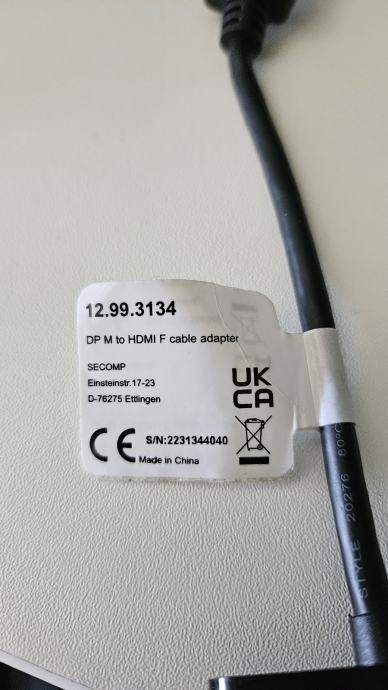 12.99.3134
DP M to HDMI F cable adapter
SECOMP
Einsteinstr.17-23
D-76275 Ettlingen
UK
CA
CE S/N:2231344040
Made in China
STYLE 20276 80°C